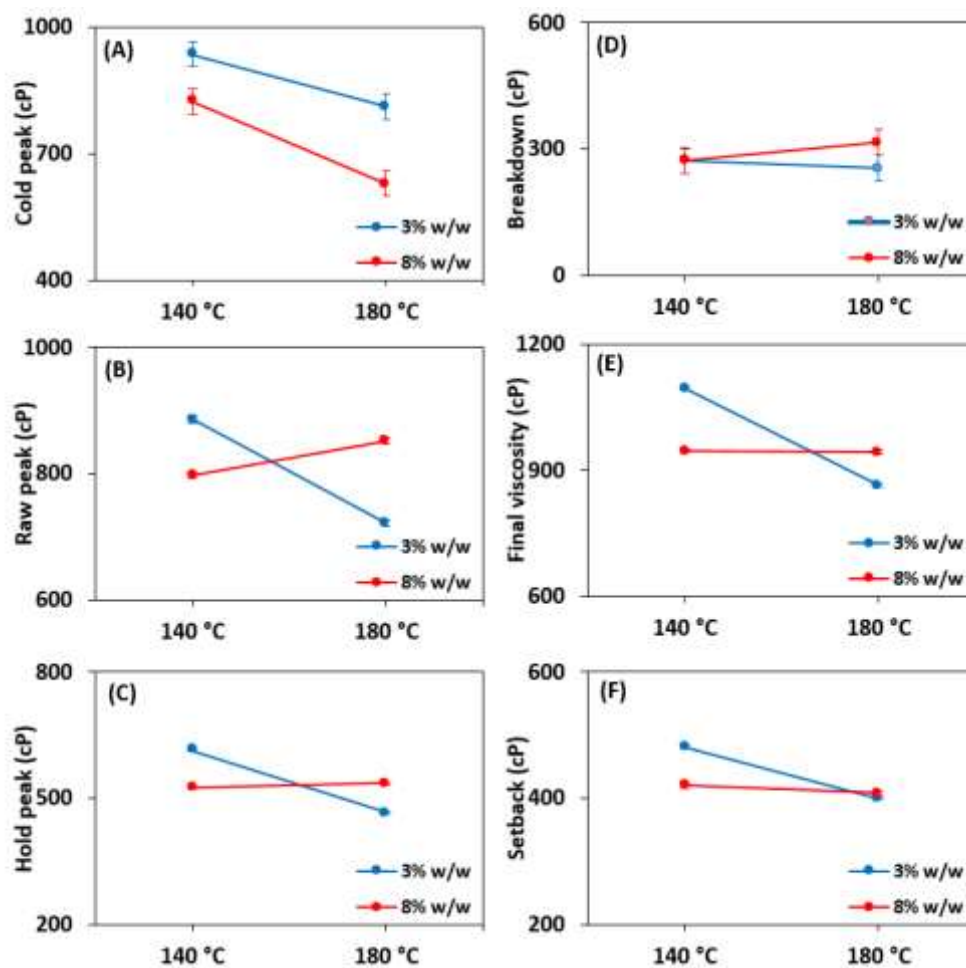 (A)
Cold peak (cP)
1000
700
400
3% w/w
8% w/w
140 °C
180 °C
(B)
Raw peak (cP)
1000
800
600
3% w/w
8% w/w
140 °C
180 °C
(C)
Hold peak (cP)
800
500
200
3% w/w
8% w/w
140 °C
180 °C
(D)
Breakdown (cP)
600
300
0
3% w/w
8% w/w
140 °C
180 °C
(E)
Final viscosity (cP)
1200
900
600
3% w/w
8% w/w
140 °C
180 °C
(F)
Setback (cP)
600
400
200
3% w/w
8% w/w
140 °C
180 °C